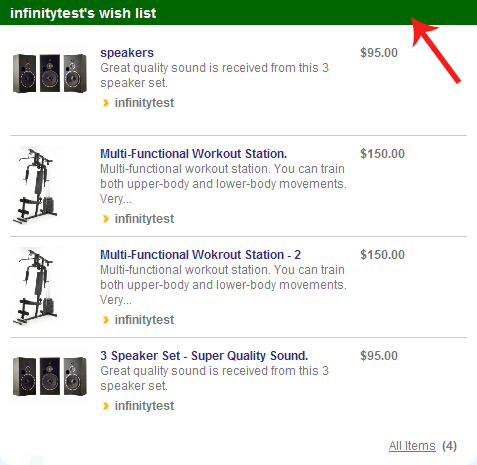 infinitytest's wish list
speakers $95.00
Great quality sound is received from this 3
speaker set.
infinitytest
Multi-Functional Workout Station. $150.00
Multi-functional workout station. You can train
both upper-body and lower-body movements.
Very...
infinitytest
Multi-Functional Wokrout Station - 2 $150.00
Multi-functional workout station. You can train
both upper-body and lower-body movements.
Very...
infinitytest
3 Speaker Set - Super Quality Sound. $95.00
Great quality sound is received from this 3
speaker set.
infinitytest
All Items (4)